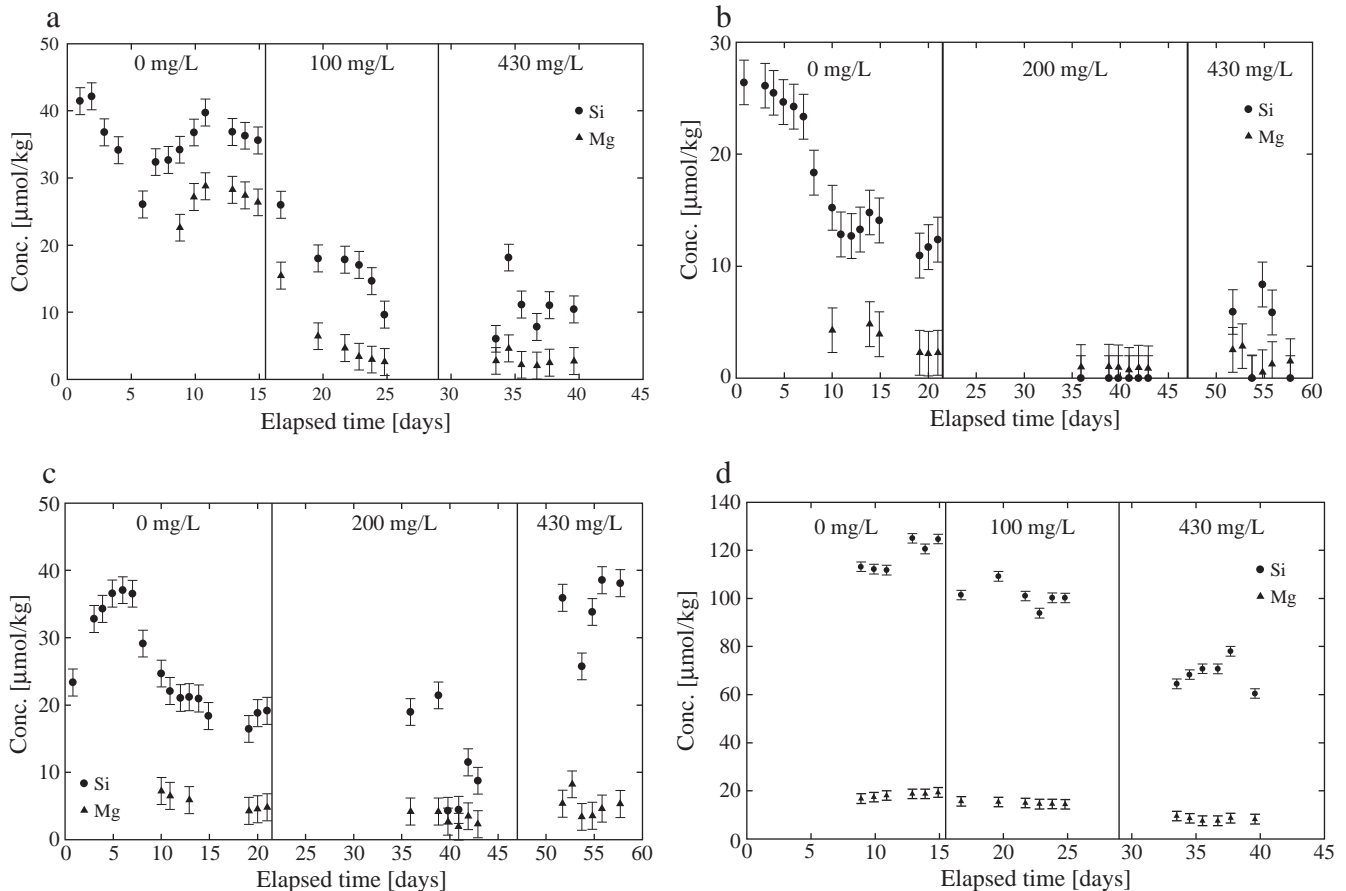 a
0 mg/L 100 mg/L 430 mg/L
50
40
30
20
10
0
Conc. [μmol/kg]
Si
Mg
0 5 10 15 20 25 30 35 40 45
Elapsed time [days]
b
0 mg/L 200 mg/L 430 mg/L
30
20
10
0
Conc. [μmol/kg]
Si
Mg
0 5 10 15 20 25 30 35 40 45 50 55 60
Elapsed time [days]
c
0 mg/L 200 mg/L 430 mg/L
50
40
30
20
10
0
Conc. [μmol/kg]
Si
Mg
0 5 10 15 20 25 30 35 40 45 50 55 60
Elapsed time [days]
d
0 mg/L 100 mg/L 430 mg/L
140
120
100
80
60
40
20
0
Conc. [μmol/kg]
Si
Mg
0 5 10 15 20 25 30 35 40 45
Elapsed time [days]